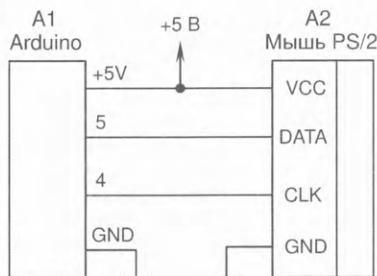 A1
Arduino
+5 В
A2
Мышь PS/2
+5V
VCC
5
DATA
4
CLK
GND
GND